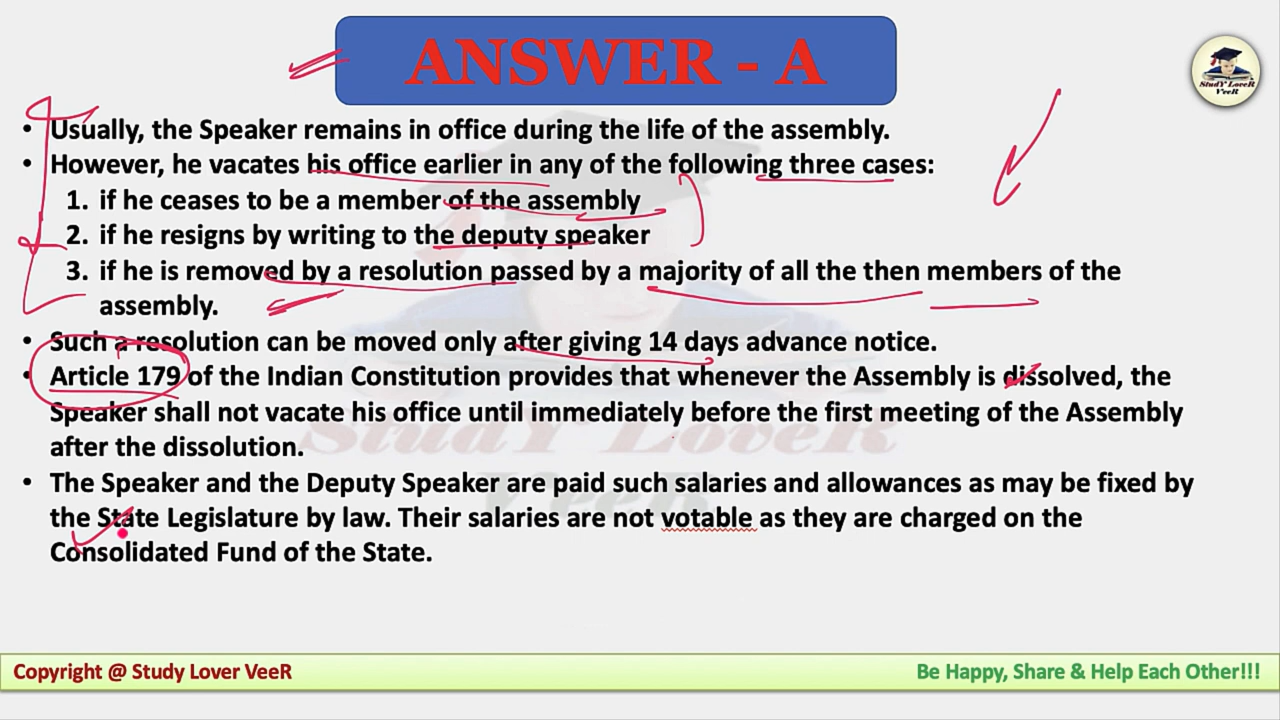 ANSWER - A
StudY LoveR
VeeR
• Usually, the Speaker remains in office during the life of the assembly.
• However, he vacates his office earlier in any of the following three cases:
1. if he ceases to be a member of the assembly
2. if he resigns by writing to the deputy speaker
3. if he is removed by a resolution passed by a majority of all the then members of the
assembly.
• Such a resolution can be moved only after giving 14 days advance notice.
• Article 179 of the Indian Constitution provides that whenever the Assembly is dissolved, the
Speaker shall not vacate his office until immediately before the first meeting of the Assembly
after the dissolution.
StudY LoveR
VeeR
• The Speaker and the Deputy Speaker are paid such salaries and allowances as may be fixed by
the State Legislature by law. Their salaries are not votable as they are charged on the
Consolidated Fund of the State.
Copyright @ Study Lover VeeR
Be Happy, Share & Help Each Other!!!